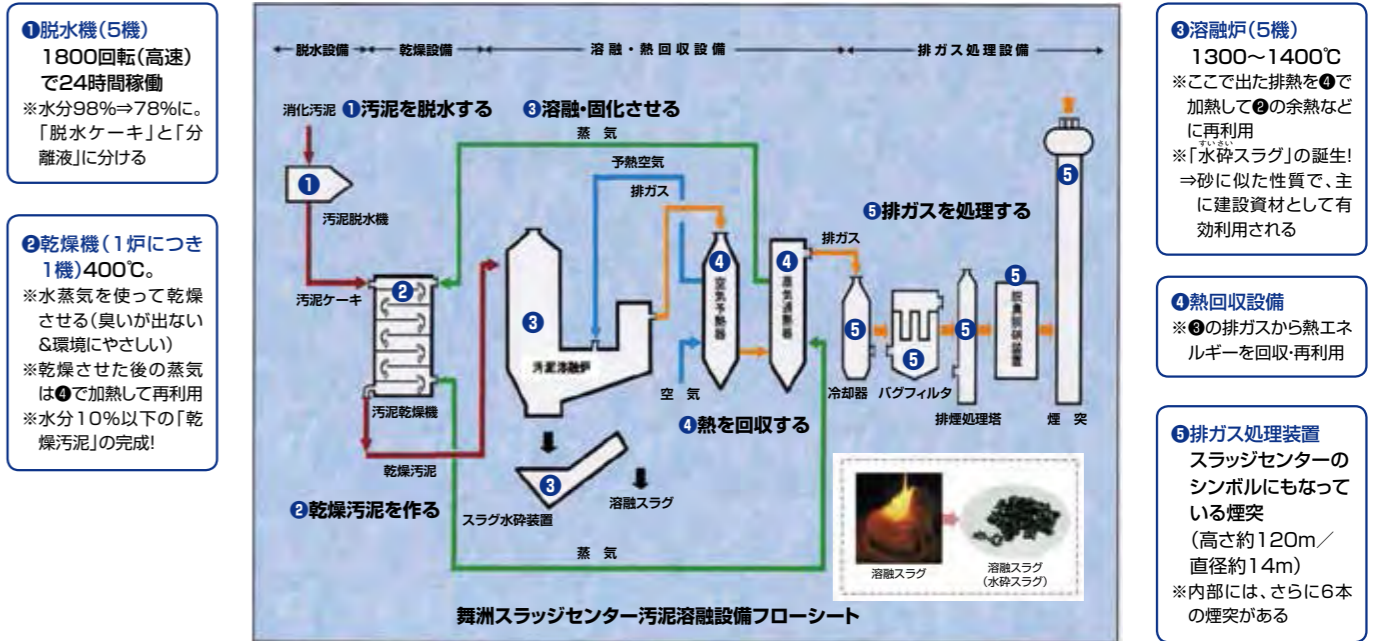 ❶脱水機(5機)
1800回転(高速)
で24時間稼働
※水分98%⇒78%に。
「脱水ケーキ」と「分
離液」に分ける
❷乾燥機(1炉につき
1機)400℃。
※水蒸気を使って乾燥
させる(臭いが出ない
&環境にやさしい)
※乾燥させた後の蒸気
は❹で加熱して再利用
※水分10%以下の「乾
燥汚泥」の完成!
脱水設備
乾燥設備
溶融・熱回収設備
排ガス処理設備
消化汚泥
❶汚泥を脱水する
❸溶融・固化させる
蒸気
予熱空気
排ガス
❶
汚泥脱水機
❺排ガスを処理する
排ガス
汚泥ケーキ
❷
❸
汚泥溶融炉
❹
空気予熱器
❹
蒸気過熱器
❺
❺
❺
❺
脱臭脱硝装置
❺
汚泥乾燥機
空気
冷却器
バグフィルタ
排煙処理塔
煙突
❹熱を回収する
乾燥汚泥
❸
溶融スラグ
スラグ水砕装置
❷乾燥汚泥を作る
蒸気
溶融スラグ
溶融スラグ
(水砕スラグ)
舞洲スラッジセンター汚泥溶融設備フローシート
❸溶融炉(5機)
1300〜1400℃
※ここで出た排熱を❹で
加熱して❷の余熱など
に再利用
すいさい
※「水砕スラグ」の誕生!
⇒砂に似た性質で、主
に建設資材として有
効利用される
❹熱回収設備
※❸の排ガスから熱エネ
ルギーを回収・再利用
❺排ガス処理装置
スラッジセンターの
シンボルにもなって
いる煙突
(高さ約120m/
直径約14m)
※内部には、さらに6本
の煙突がある